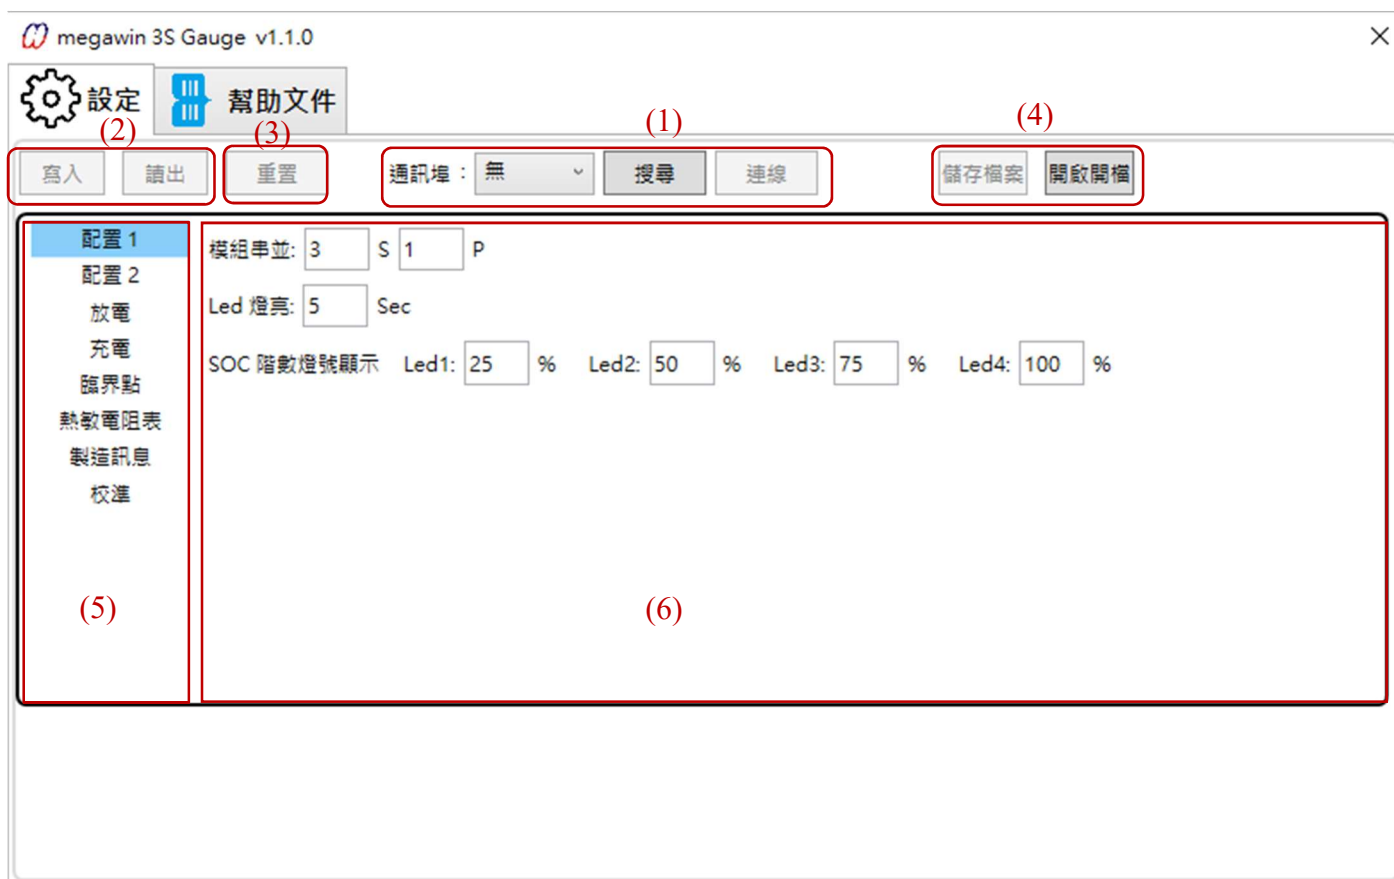 megawin 3S Gauge v1.1.0
設定 幫助文件
(2) (3) (1) (4)
寫入 讀出 重置 通訊埠： 無 搜尋 連線 儲存檔案 開啟開檔
配置 1
配置 2
放電
充電
臨界點
熱敏電阻表
製造訊息
校準
(5)
模組串並: 3 S 1 P
Led 燈亮: 5 Sec
SOC 階數燈號顯示 Led1: 25 % Led2: 50 % Led3: 75 % Led4: 100 %
(6)